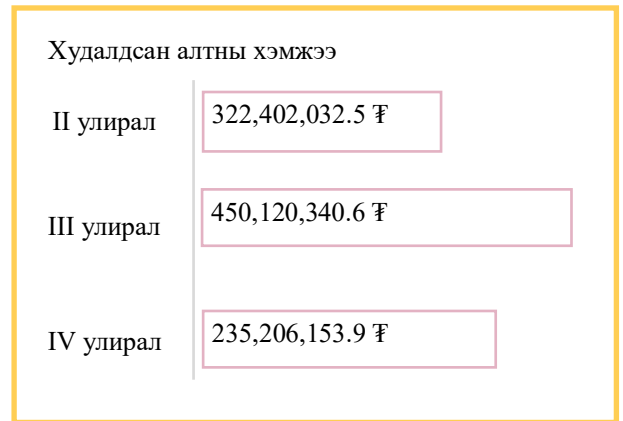 Худалдсан алтны хэмжээ
II улирал
322,402,032.5 ₮
III улирал
450,120,340.6 ₮
IV улирал
235,206,153.9 ₮